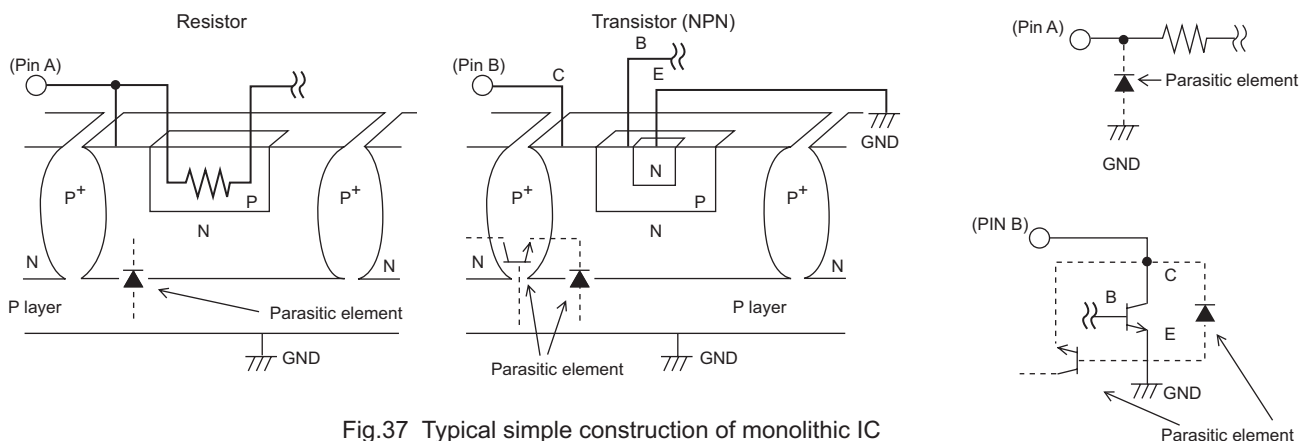 Resistor
(Pin A)
P+
P+
P
N
N
N
P layer
Parasitic element
GND
Transistor (NPN)
(Pin B)
C
B
E
GND
P+
P+
N
P
N
N
N
P layer
Parasitic element
GND
(Pin A)
Parasitic element
GND
(PIN B)
C
B
E
GND
Parasitic element
Fig.37 Typical simple construction of monolithic IC